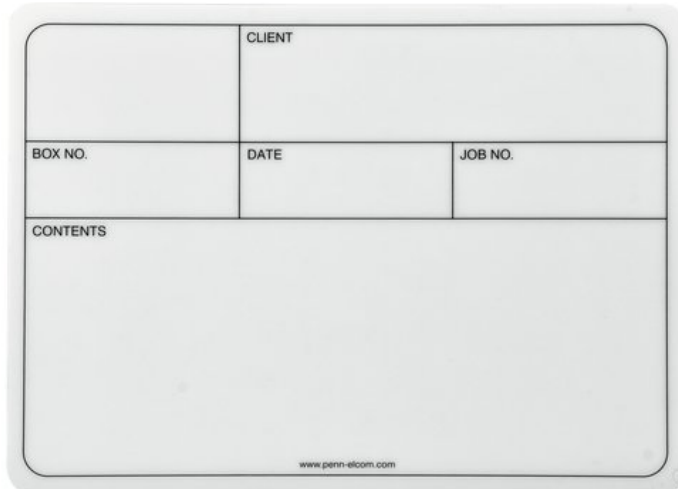 CLIENT
BOX NO.
DATE
JOB NO.
CONTENTS
www.penn-elcom.com